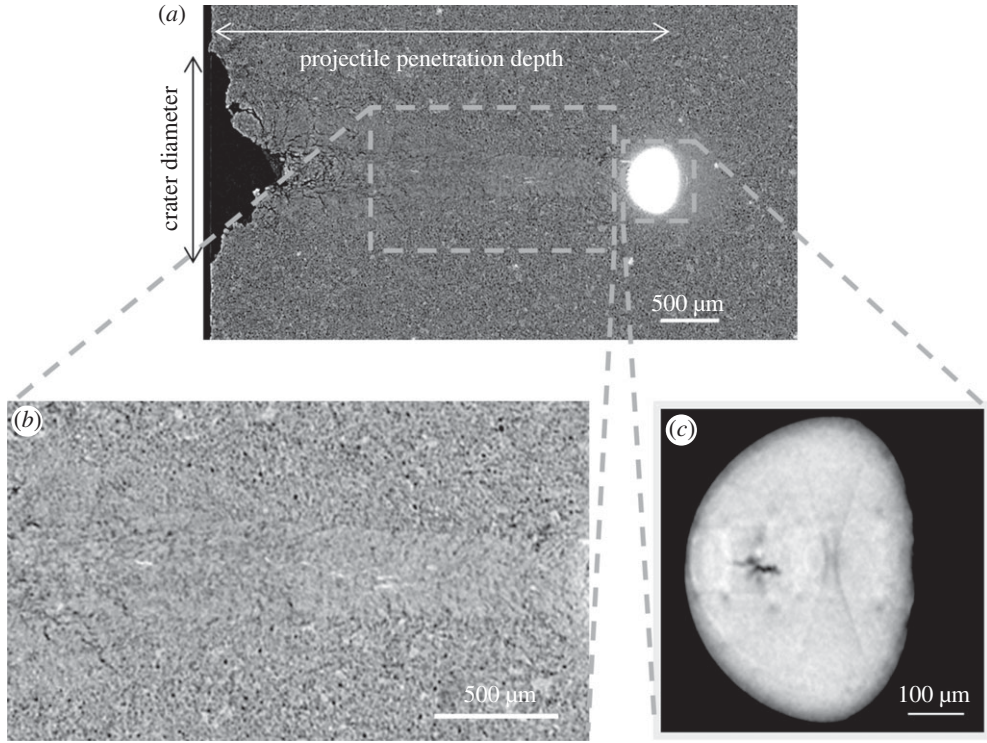 (a)
projectile penetration depth
crater diameter
500 μm
(b)
500 μm
(c)
100 μm